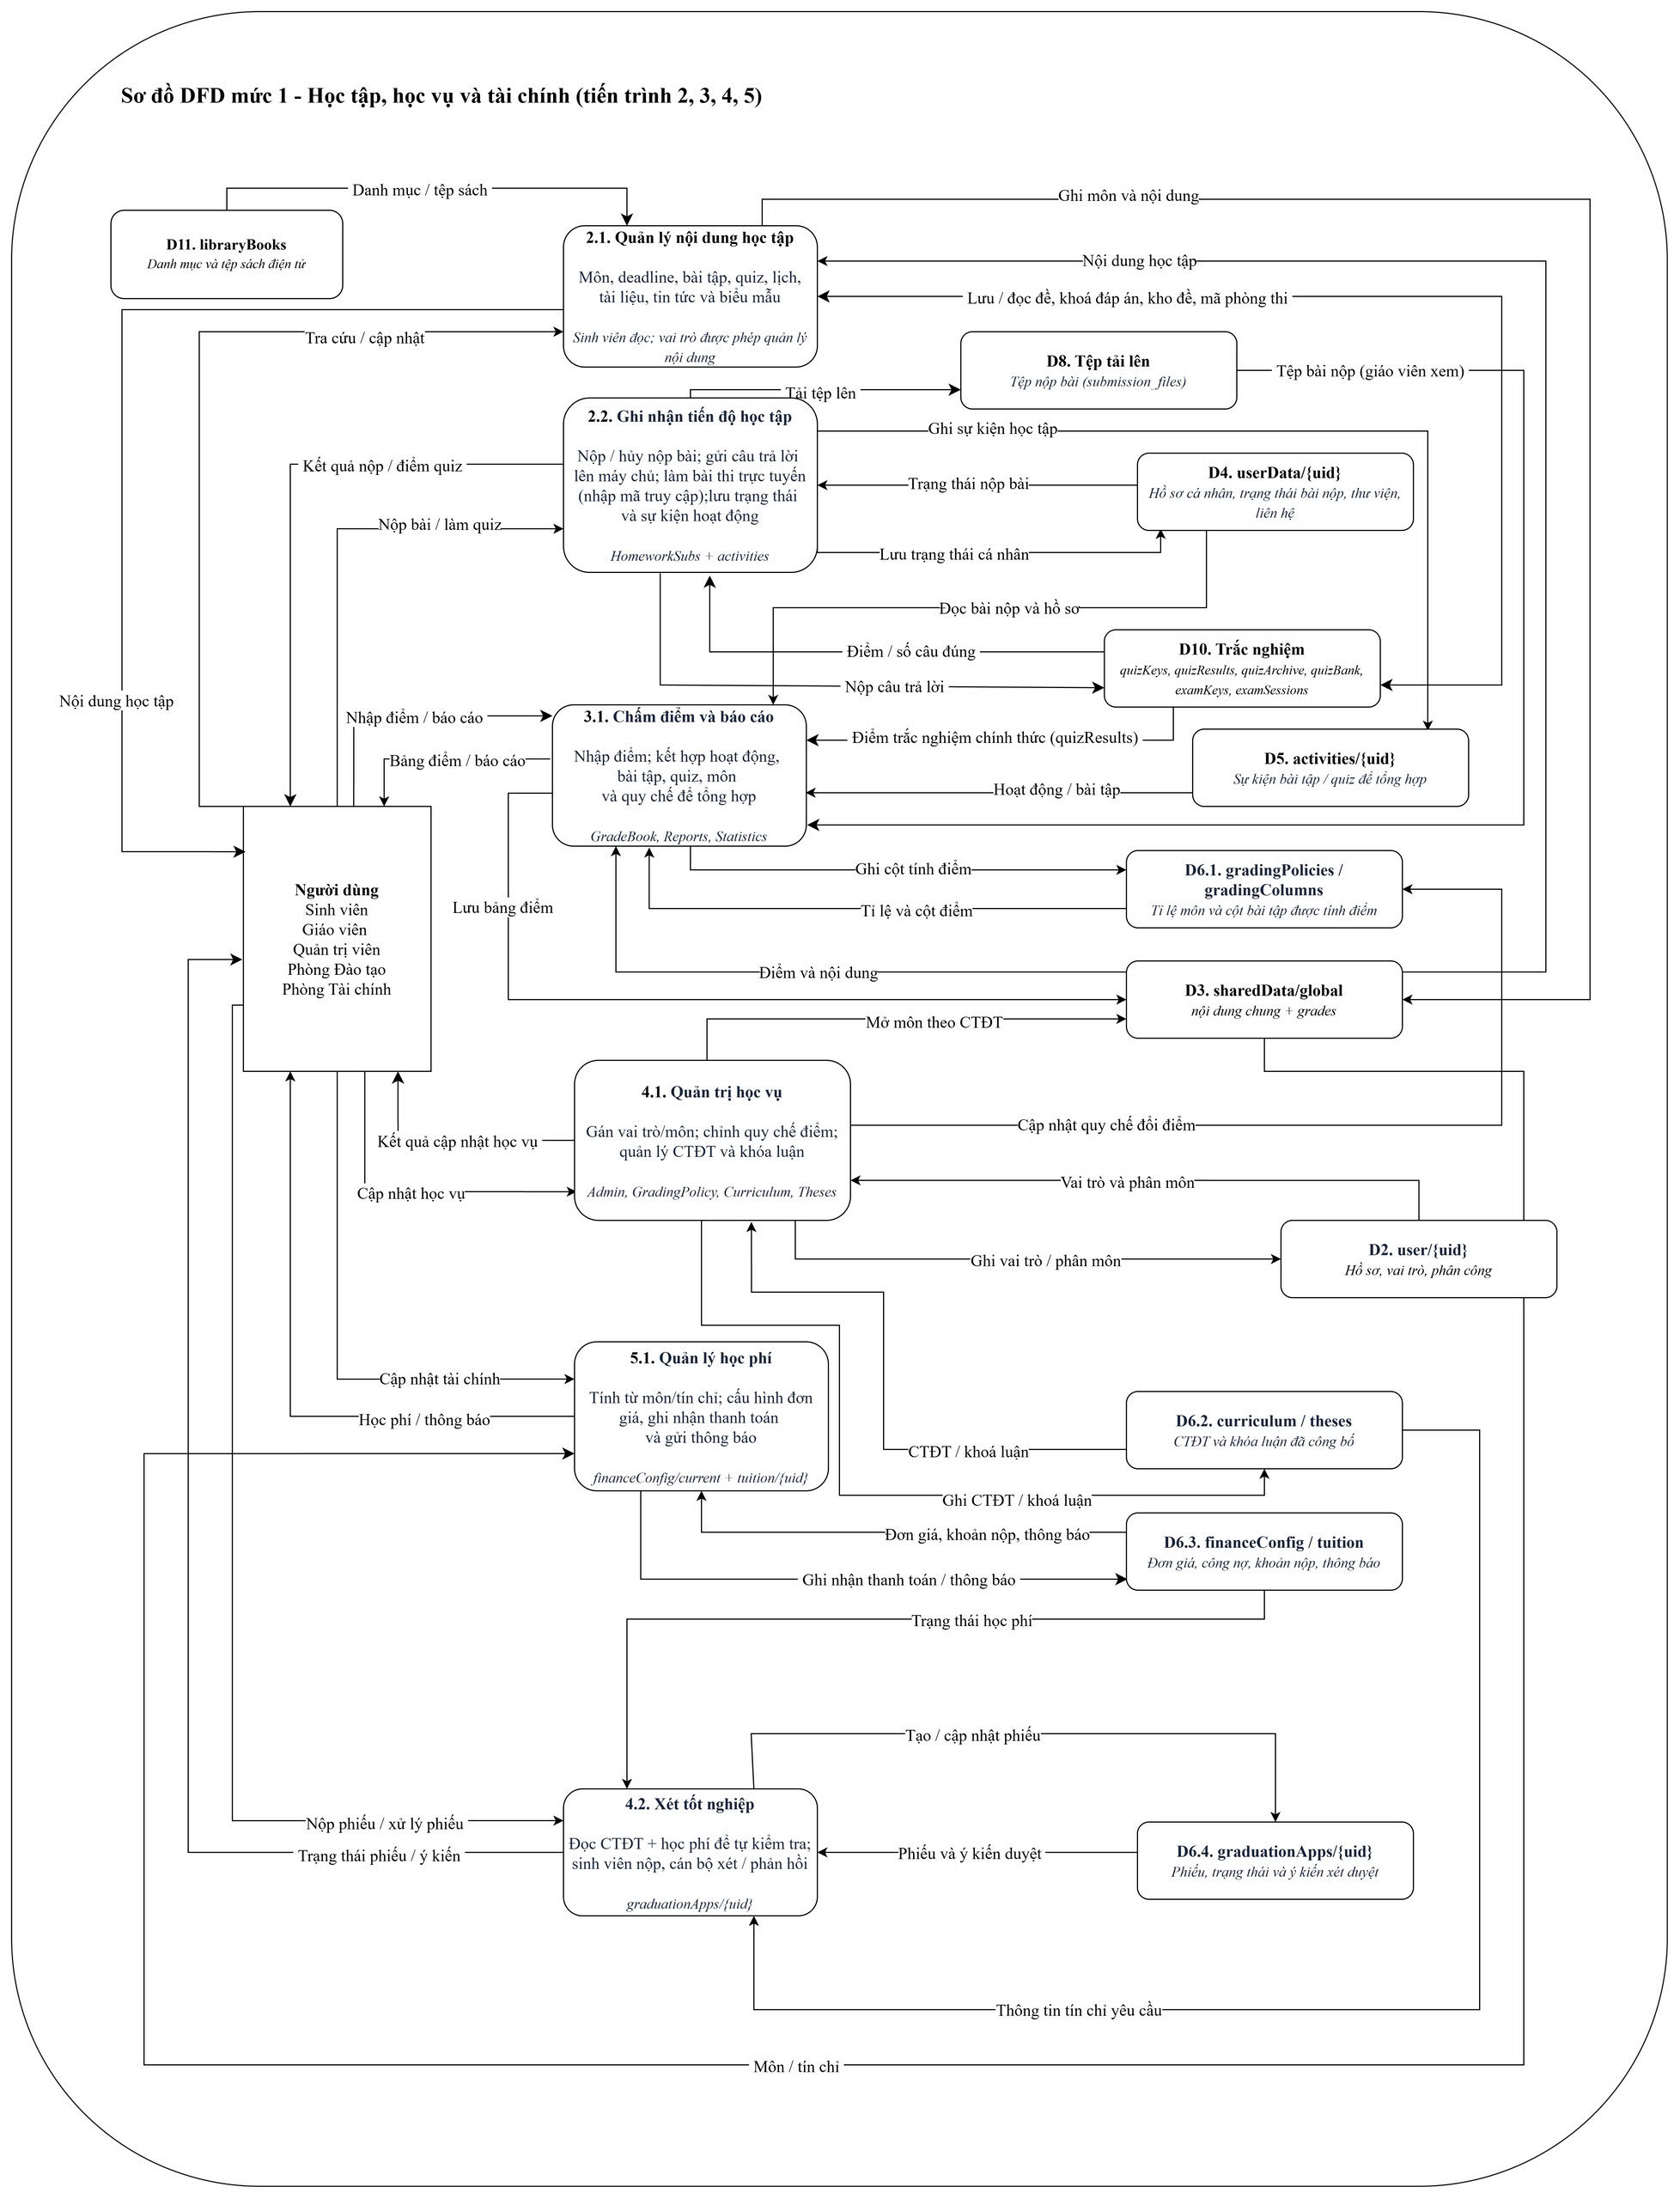 Sơ đồ DFD mức 1 - Học tập, học vụ và tài chính (tiến trình 2, 3, 4, 5)
Danh mục / tệp sách
Ghi môn và nội dung
D11. libraryBooks
Danh mục và tệp sách điện tử
2.1. Quản lý nội dung học tập
Môn, deadline, bài tập, quiz, lịch,
tài liệu, tin tức và biểu mẫu
Sinh viên đọc; vai trò được phép quản lý
nội dung
Nội dung học tập
Lưu / đọc đề, khoá đáp án, kho đề, mã phòng thi
Tra cứu / cập nhật
D8. Tệp tải lên
Tệp nộp bài (submission_files)
Tệp bài nộp (giáo viên xem)
Tải tệp lên
2.2. Ghi nhận tiến độ học tập
Nộp / hủy nộp bài; gửi câu trả lời
lên máy chủ; làm bài thi trực tuyến
(nhập mã truy cập);lưu trạng thái
và sự kiện hoạt động
HomeworkSubs + activities
Ghi sự kiện học tập
Kết quả nộp / điểm quiz
Trạng thái nộp bài
D4. userData/{uid}
Hồ sơ cá nhân, trạng thái bài nộp, thư viện,
liên hệ
Nộp bài / làm quiz
Lưu trạng thái cá nhân
Đọc bài nộp và hồ sơ
Điểm / số câu đúng
D10. Trắc nghiệm
quizKeys, quizResults, quizArchive, quizBank,
examKeys, examSessions
Nộp câu trả lời
Nội dung học tập
Nhập điểm / báo cáo
3.1. Chấm điểm và báo cáo
Nhập điểm; kết hợp hoạt động,
bài tập, quiz, môn
và quy chế để tổng hợp
GradeBook, Reports, Statistics
Điểm trắc nghiệm chính thức (quizResults)
Bảng điểm / báo cáo
D5. activities/{uid}
Sự kiện bài tập / quiz để tổng hợp
Hoạt động / bài tập
Ghi cột tính điểm
D6.1. gradingPolicies /
gradingColumns
Tỉ lệ môn và cột bài tập được tính điểm
Người dùng
Sinh viên
Giáo viên
Quản trị viên
Phòng Đào tạo
Phòng Tài chính
Lưu bảng điểm
Tỉ lệ và cột điểm
Điểm và nội dung
D3. sharedData/global
nội dung chung + grades
Mở môn theo CTĐT
4.1. Quản trị học vụ
Gán vai trò/môn; chỉnh quy chế điểm;
quản lý CTĐT và khóa luận
Admin, GradingPolicy, Curriculum, Theses
Cập nhật quy chế đổi điểm
Kết quả cập nhật học vụ
Vai trò và phân môn
Cập nhật học vụ
Ghi vai trò / phân môn
D2. user/{uid}
Hồ sơ, vai trò, phân công
5.1. Quản lý học phí
Tính từ môn/tín chỉ; cấu hình đơn
giá, ghi nhận thanh toán
và gửi thông báo
financeConfig/current + tuition/{uid}
Cập nhật tài chính
Học phí / thông báo
D6.2. curriculum / theses
CTĐT và khóa luận đã công bố
CTĐT / khoá luận
Ghi CTĐT / khoá luận
Đơn giá, khoản nộp, thông báo
D6.3. financeConfig / tuition
Đơn giá, công nợ, khoản nộp, thông báo
Ghi nhận thanh toán / thông báo
Trạng thái học phí
Tạo / cập nhật phiếu
4.2. Xét tốt nghiệp
Đọc CTĐT + học phí để tự kiểm tra;
sinh viên nộp, cán bộ xét / phản hồi
graduationApps/{uid}
Nộp phiếu / xử lý phiếu
Trạng thái phiếu / ý kiến
Phiếu và ý kiến duyệt
D6.4. graduationApps/{uid}
Phiếu, trạng thái và ý kiến xét duyệt
Thông tin tín chỉ yêu cầu
Môn / tín chỉ